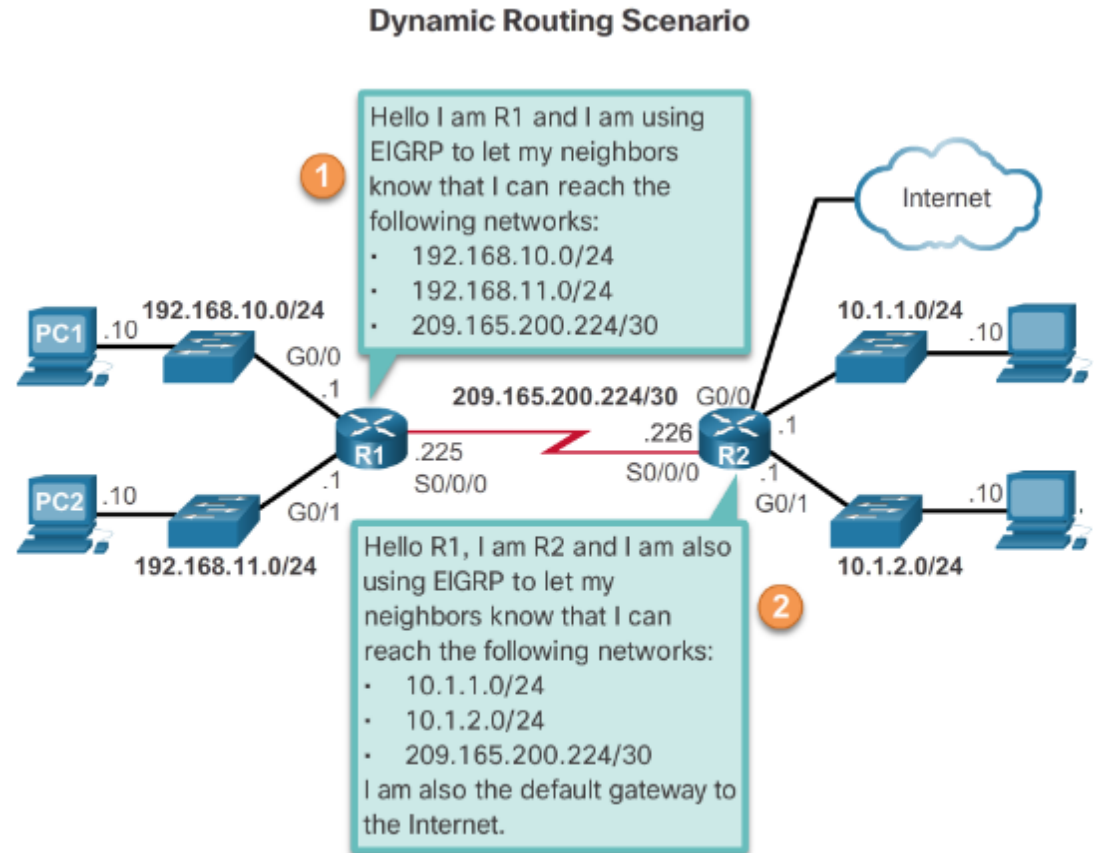 Dynamic Routing Scenario
Hello I am R1 and I am using
EIGRP to let my neighbors
know that I can reach the
following networks:
· 192.168.10.0/24
· 192.168.11.0/24
· 209.165.200.224/30
1
Internet
192.168.10.0/24
PC1
.10
G0/0
.1
10.1.1.0/24
.10
209.165.200.224/30
G0/0
R1
.225
S0/0/0
.226
S0/0/0
R2
.1
.1
G0/1
PC2
.10
.1
G0/1
192.168.11.0/24
.10
10.1.2.0/24
Hello R1, I am R2 and I am also
using EIGRP to let my
neighbors know that I can
reach the following networks:
· 10.1.1.0/24
· 10.1.2.0/24
· 209.165.200.224/30
I am also the default gateway to
the Internet.
2